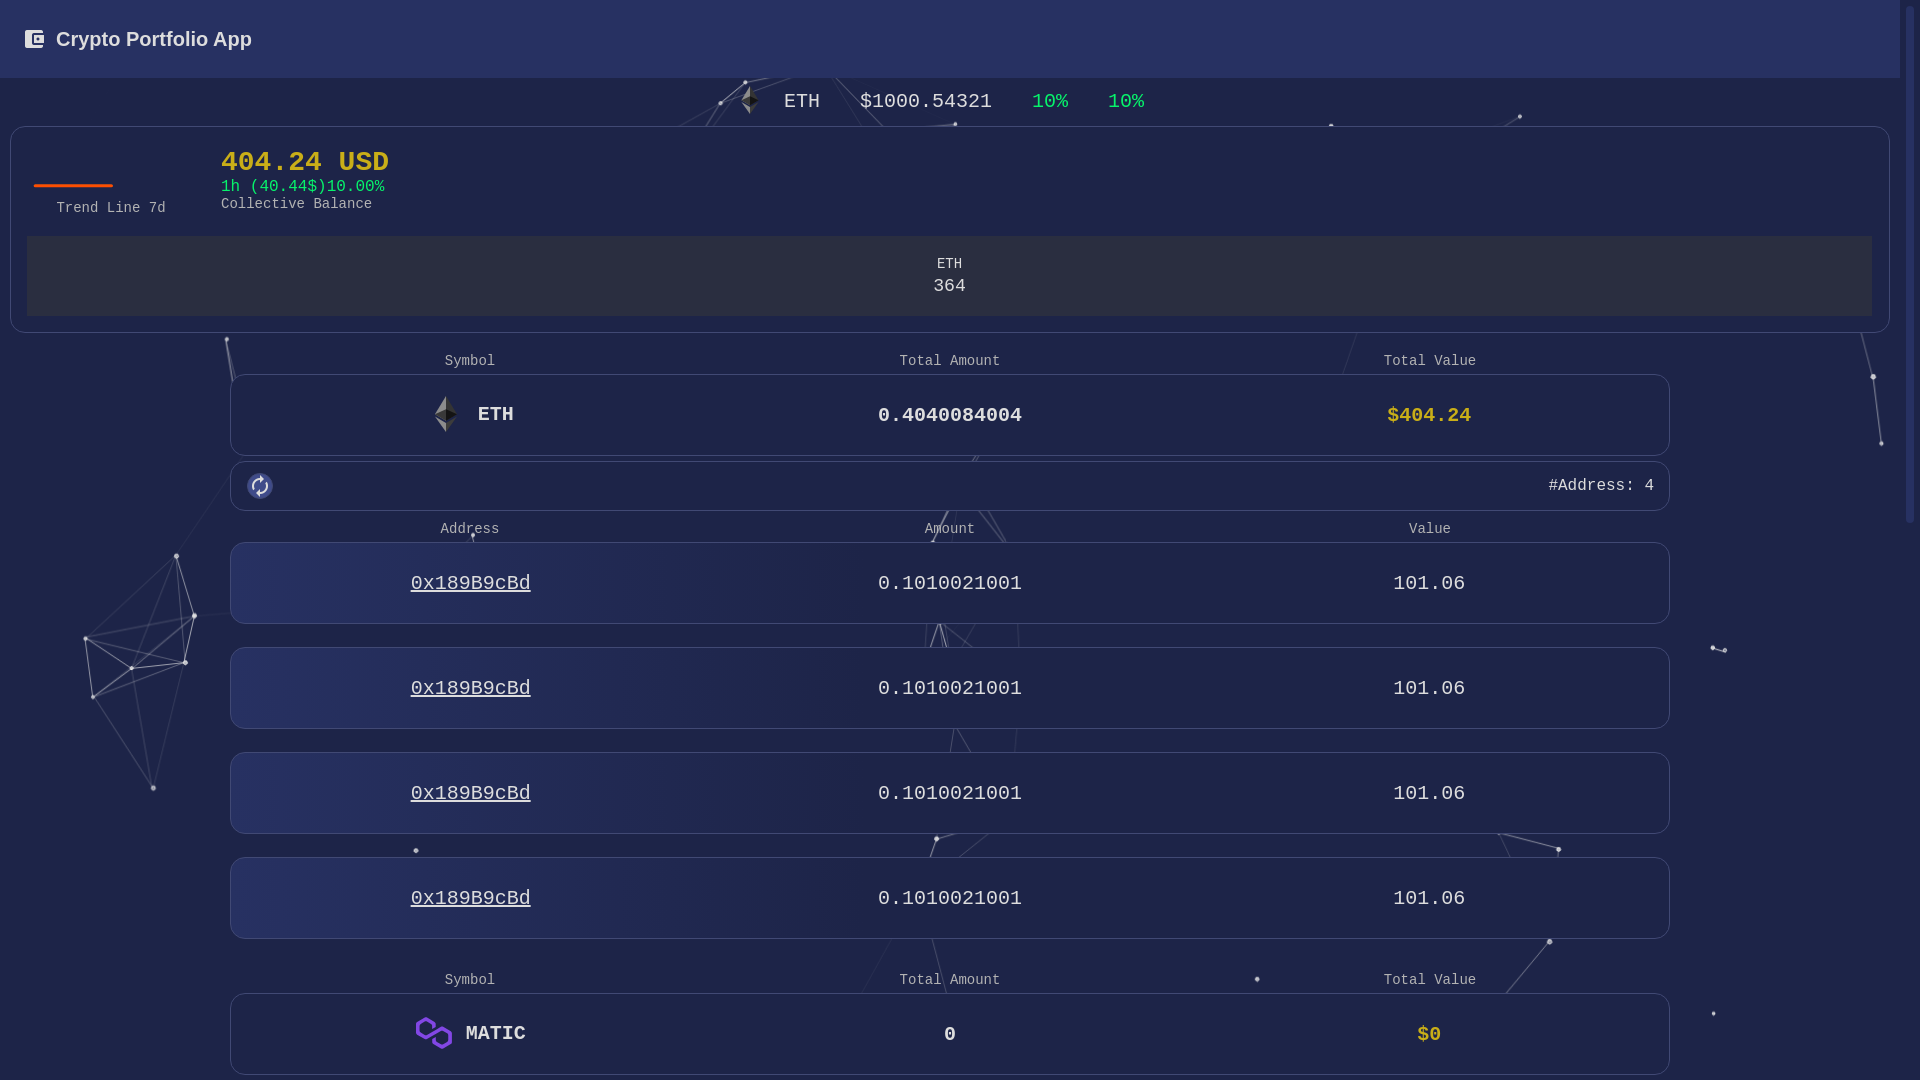 Crypto Portfolio App
ETH $1000.54321 10% 10%
404.24 USD
1h (40.44$)10.00%
Collective Balance
Trend Line 7d
ETH
364
Symbol Total Amount Total Value
ETH 0.4040084004 $404.24
#Address: 4
Address Amount Value
0x189B9cBd 0.1010021001 101.06
0x189B9cBd 0.1010021001 101.06
0x189B9cBd 0.1010021001 101.06
0x189B9cBd 0.1010021001 101.06
Symbol Total Amount Total Value
MATIC 0 $0